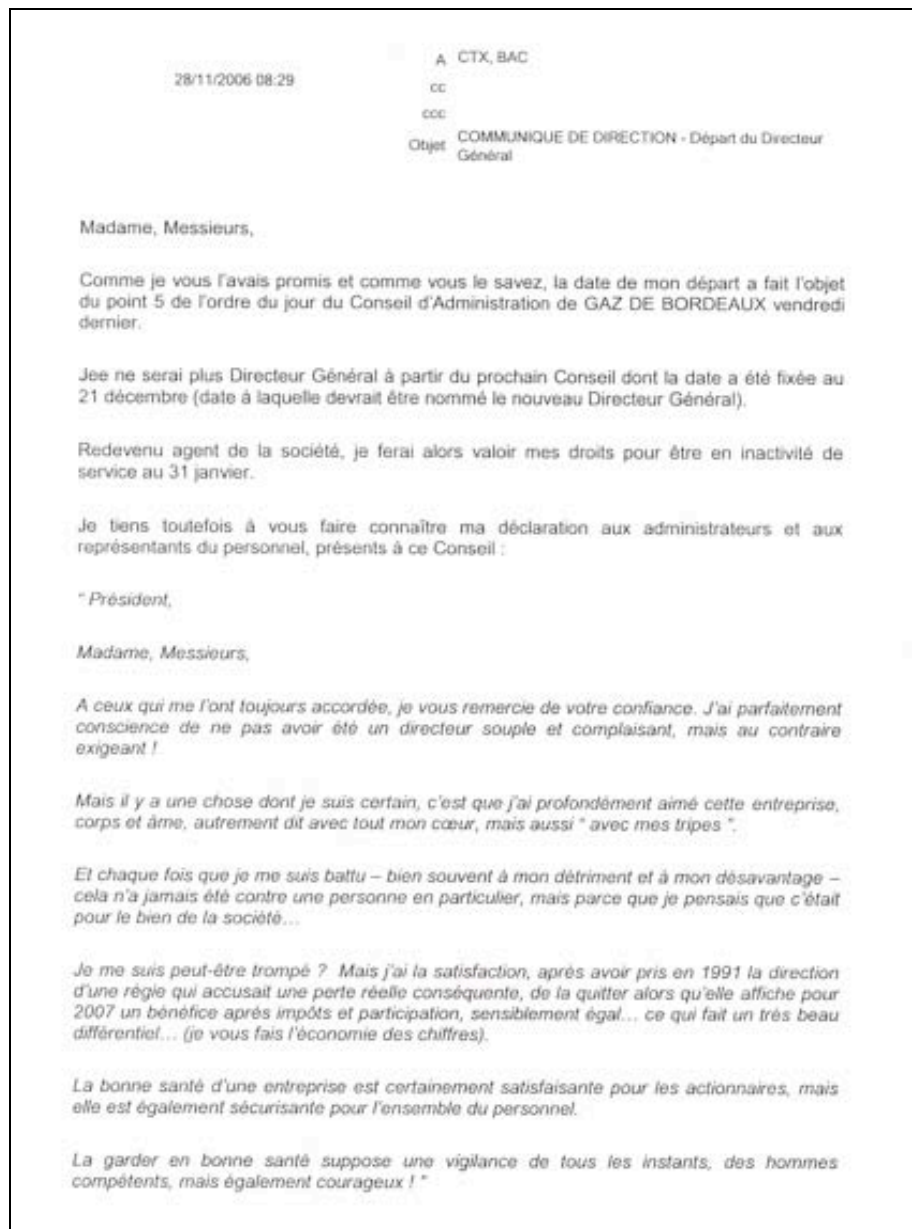 28/11/2006 08:29
A CTX, BAC
cc
ccc
Objet COMMUNIQUE DE DIRECTION - Départ du Directeur
Général
Madame, Messieurs,
Comme je vous l'avais promis et comme vous le savez, la date de mon départ a fait l'objet
du point 5 de l'ordre du jour du Conseil d'Administration de GAZ DE BORDEAUX vendredi
dernier.
Jee ne serai plus Directeur Général à partir du prochain Conseil dont la date a été fixée au
21 décembre (date à laquelle devrait être nommé le nouveau Directeur Général).
Redevenu agent de la société, je ferai alors valoir mes droits pour être en inactivité de
service au 31 janvier.
Je tiens toutefois à vous faire connaître ma déclaration aux administrateurs et aux
représentants du personnel, présents à ce Conseil :
" Président,
Madame, Messieurs,
A ceux qui me l'ont toujours accordée, je vous remercie de votre confiance. J'ai parfaitement
conscience de ne pas avoir été un directeur souple et complaisant, mais au contraire
exigeant !
Mais il y a une chose dont je suis certain, c'est que j'ai profondément aimé cette entreprise,
corps et âme, autrement dit avec tout mon cœur, mais aussi " avec mes tripes ".
Et chaque fois que je me suis battu – bien souvent à mon détriment et à mon désavantage –
cela n'a jamais été contre une personne en particulier, mais parce que je pensais que c'était
pour le bien de la société...
Je me suis peut-être trompé ? Mais j'ai la satisfaction, après avoir pris en 1991 la direction
d'une régie qui accusait une perte réelle conséquente, de la quitter alors qu'elle affiche pour
2007 un bénéfice après impôts et participation, sensiblement égal... ce qui fait un très beau
différentiel... (je vous fais l'économie des chiffres).
La bonne santé d'une entreprise est certainement satisfaisante pour les actionnaires, mais
elle est également sécurisante pour l'ensemble du personnel.
La garder en bonne santé suppose une vigilance de tous les instants, des hommes
compétents, mais également courageux ! "